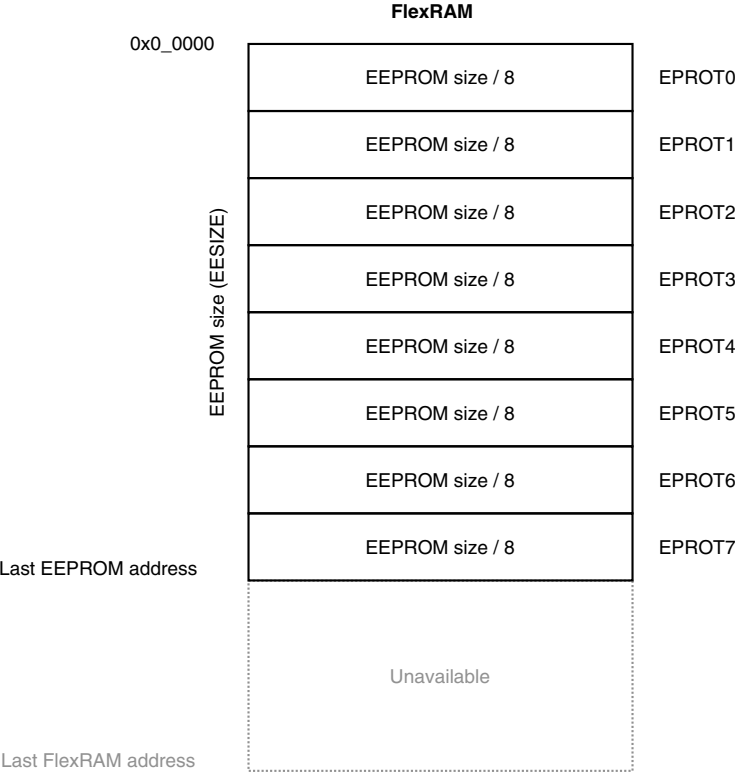 FlexRAM
0x0_0000
EEPROM size / 8 EPROT0
EEPROM size / 8 EPROT1
EEPROM size / 8 EPROT2
EEPROM size / 8 EPROT3
EEPROM size (EESIZE)
EEPROM size / 8 EPROT4
EEPROM size / 8 EPROT5
EEPROM size / 8 EPROT6
EEPROM size / 8 EPROT7
Last EEPROM address
Unavailable
Last FlexRAM address